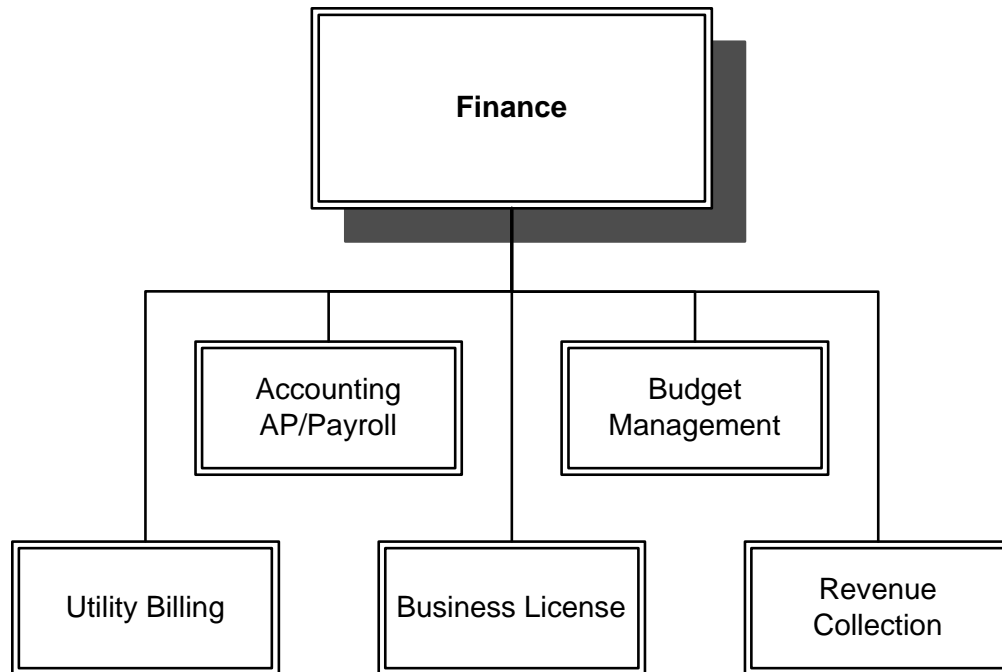 Finance
Accounting
AP/Payroll
Budget
Management
Utility Billing
Business License
Revenue
Collection